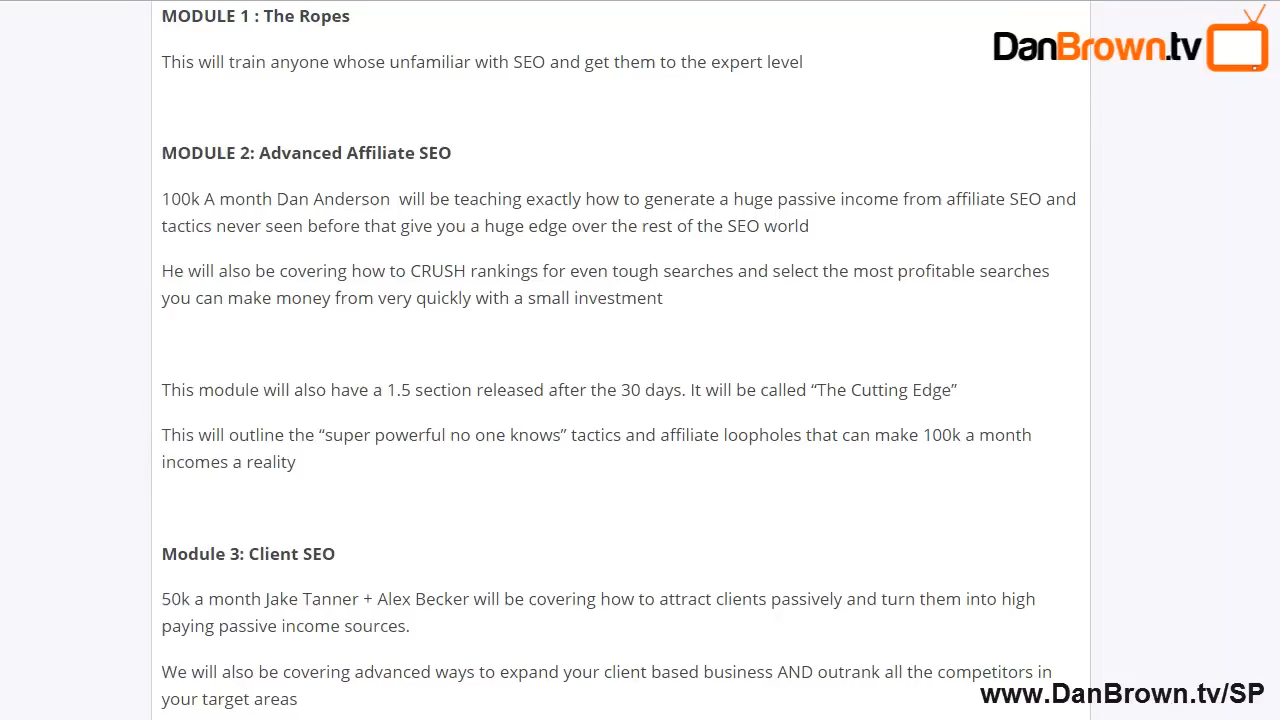 MODULE 1 : The Ropes
DanBrown.tv
This will train anyone whose unfamiliar with SEO and get them to the expert level
MODULE 2: Advanced Affiliate SEO
100k A month Dan Anderson  will be teaching exactly how to generate a huge passive income from affiliate SEO and
tactics never seen before that give you a huge edge over the rest of the SEO world
He will also be covering how to CRUSH rankings for even tough searches and select the most profitable searches
you can make money from very quickly with a small investment
This module will also have a 1.5 section released after the 30 days. It will be called “The Cutting Edge”
This will outline the “super powerful no one knows” tactics and affiliate loopholes that can make 100k a month
incomes a reality
Module 3: Client SEO
50k a month Jake Tanner + Alex Becker will be covering how to attract clients passively and turn them into high
paying passive income sources.
We will also be covering advanced ways to expand your client based business AND outrank all the competitors in
your target areas
www.DanBrown.tv/SP